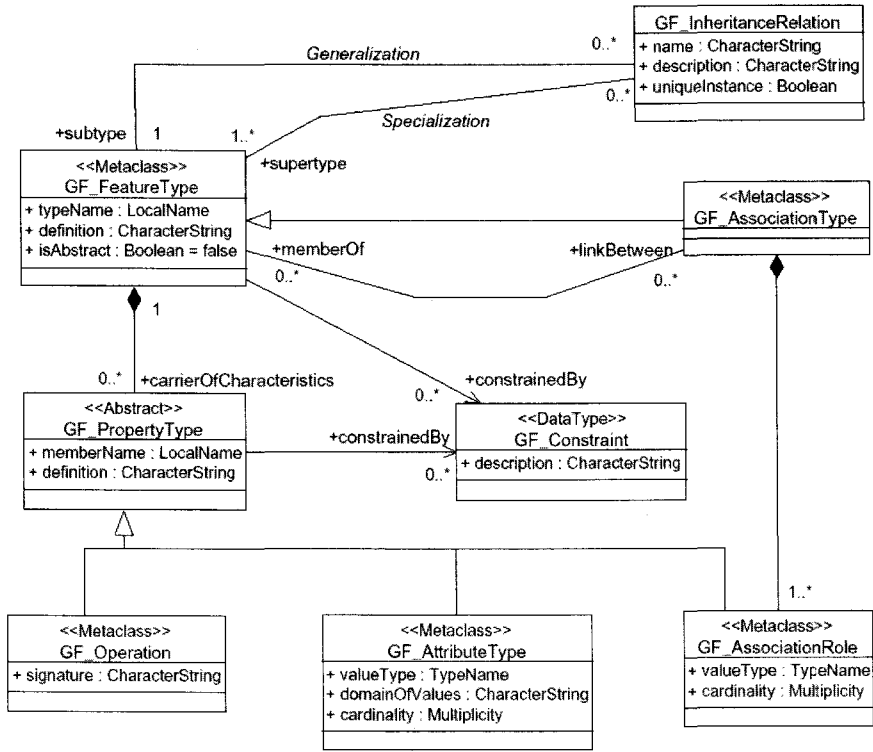 GF_InheritanceRelation
+ name : CharacterString
+ description : CharacterString
+ uniqueInstance : Boolean
Generalization
0..*
0..*
Specialization
+subtype
1
1..*
+supertype
<<Metaclass>>
GF_FeatureType
+ typeName : LocalName
+ definition : CharacterString
+ isAbstract : Boolean = false
<<Metaclass>>
GF_AssociationType
+memberOf
0..*
+linkBetween
0..*
1
0..*
+carrierOfCharacteristics
+constrainedBy
0..*
<<Abstract>>
GF_PropertyType
+ memberName : LocalName
+ definition : CharacterString
+constrainedBy
0..*
<<DataType>>
GF_Constraint
+ description : CharacterString
1..*
<<Metaclass>>
GF_Operation
+ signature : CharacterString
<<Metaclass>>
GF_AttributeType
+ valueType : TypeName
+ domainOfValues : CharacterString
+ cardinality : Multiplicity
<<Metaclass>>
GF_AssociationRole
+ valueType : TypeName
+ cardinality : Multiplicity